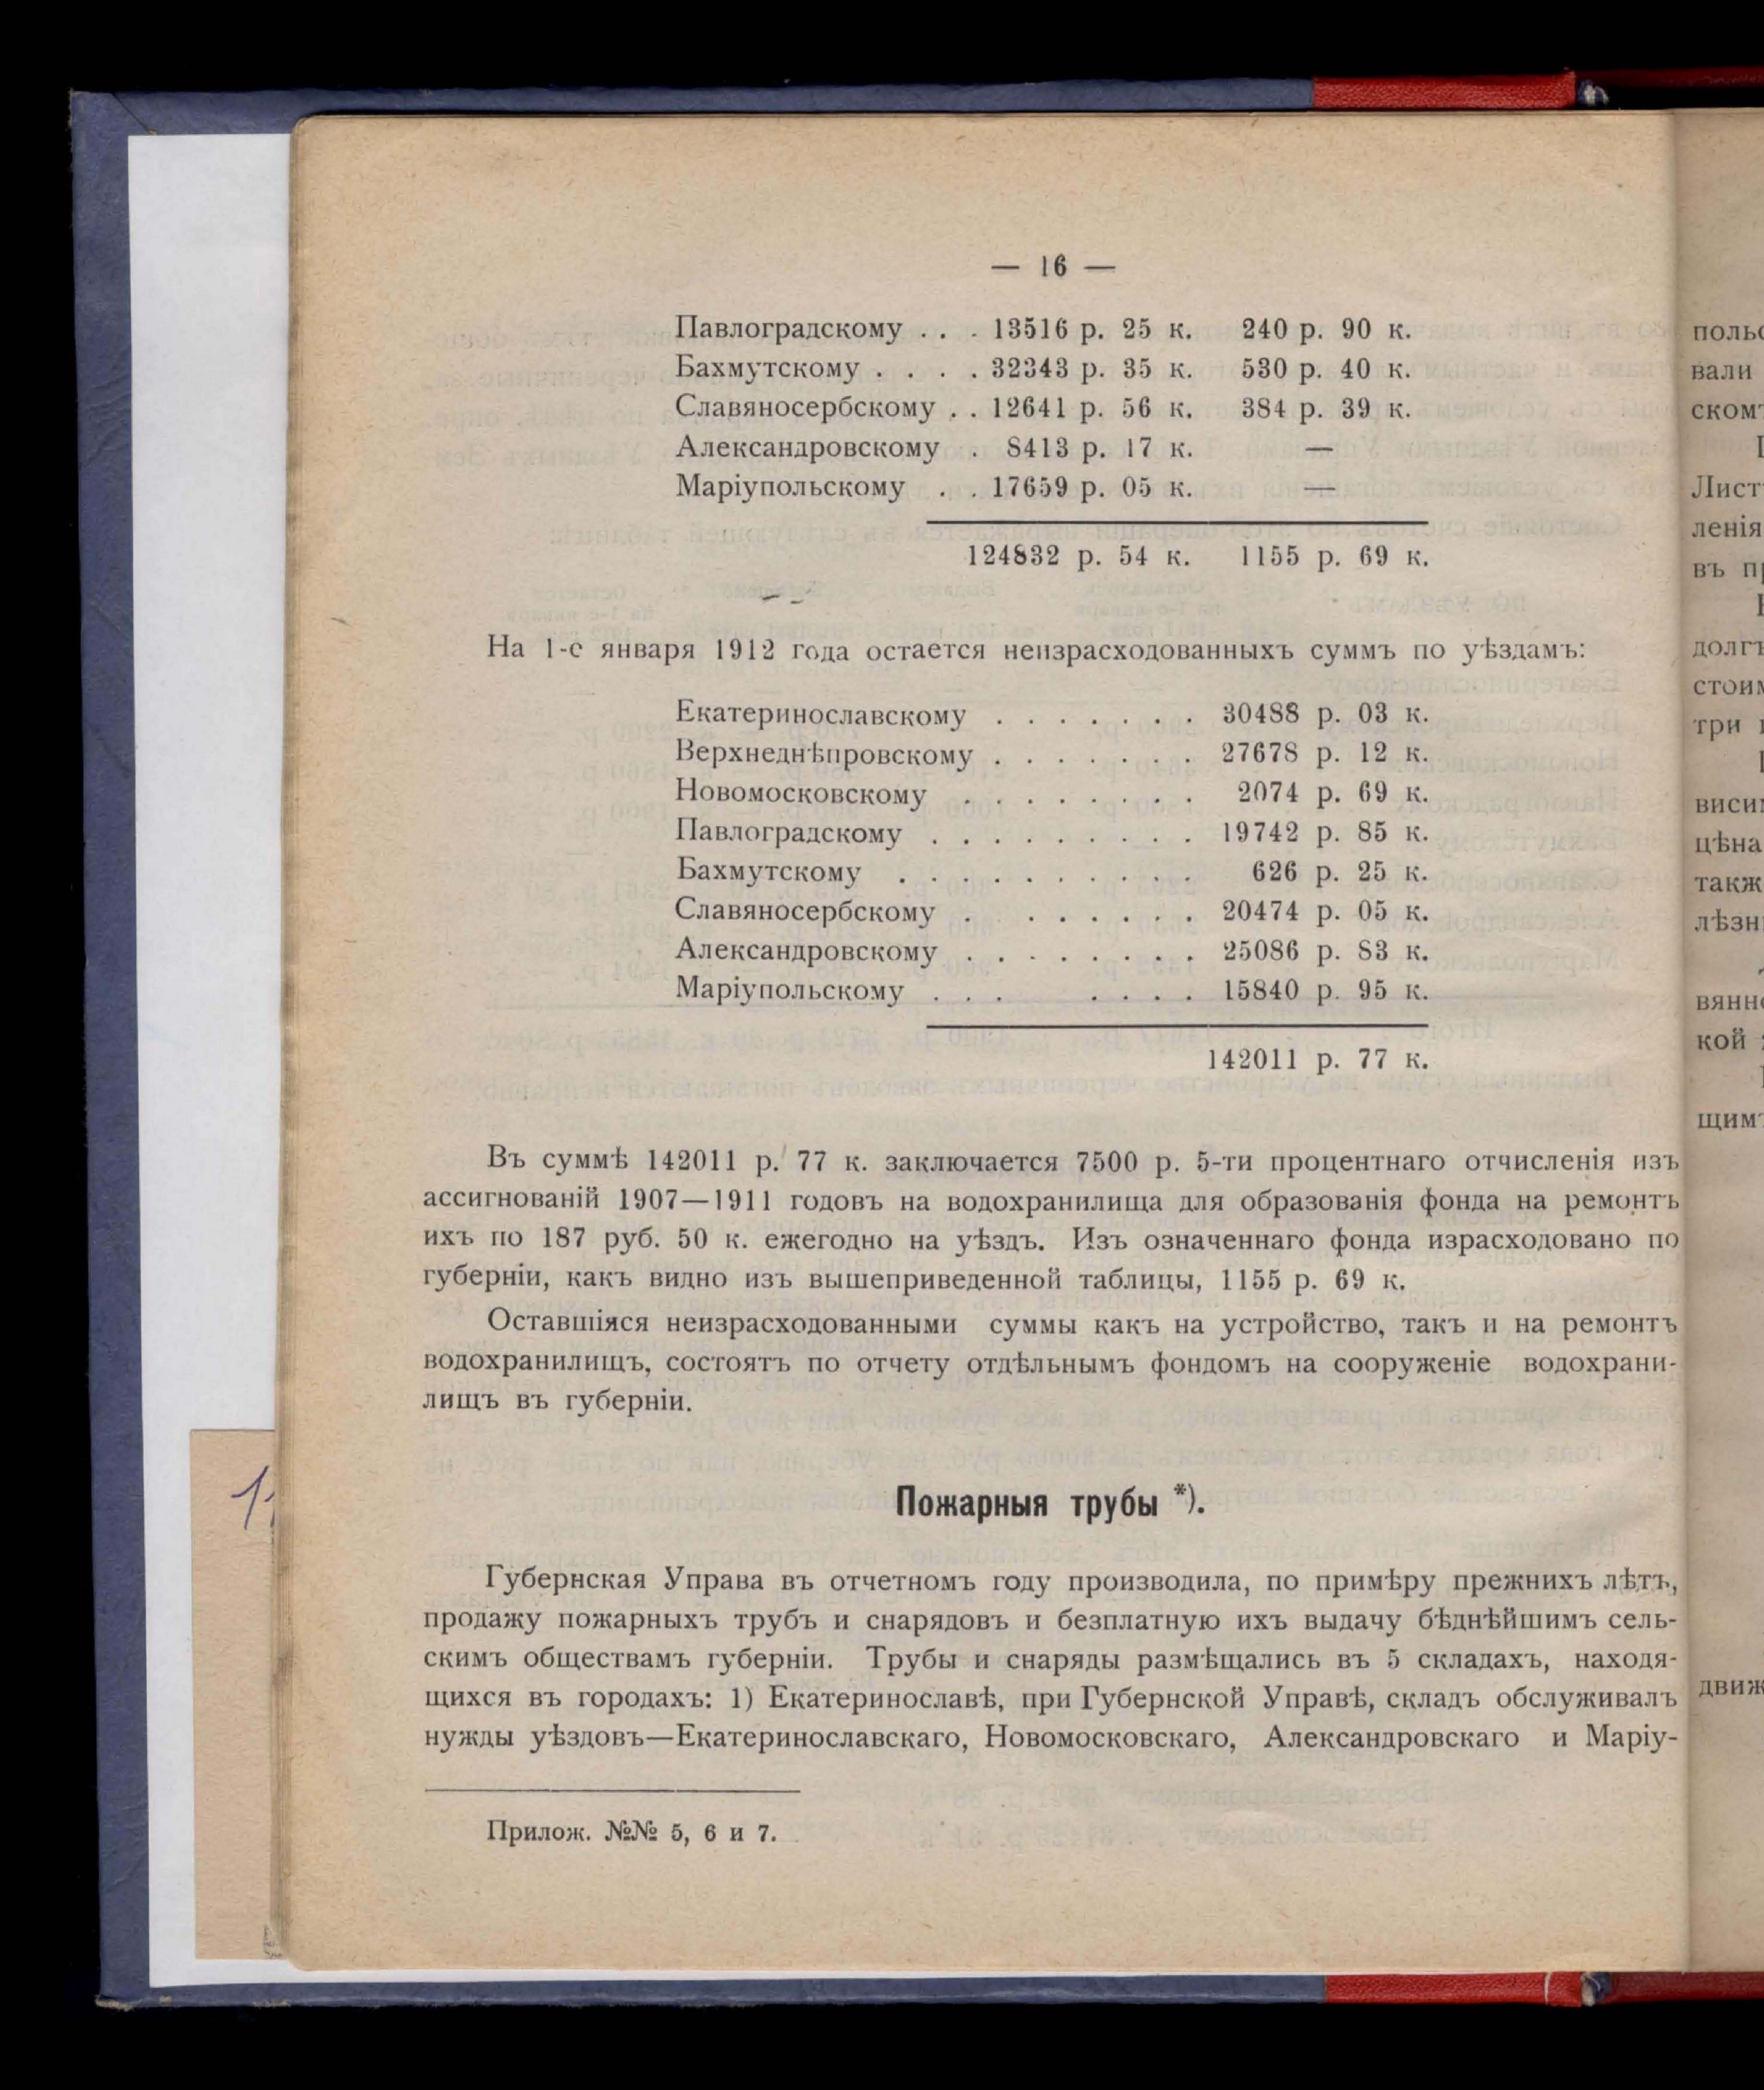 — 16 —
Павлоградскому . . . 13516 р. 25 к. 240 р. 90 к.
Бахмутскому . . . . 32343 р. 35 к. 530 р. 40 к.
Славяносербскому . . 12641 р. 56 к. 384 р. 39 к.
Александровскому . 8413 р. 17 к. —
Маріупольскому . . 17659 р. 05 к. —
124832 р. 54 к. 1155 р. 69 к.
На 1-е января 1912 года остается неизрасходованныхъ суммъ по уѣздамъ:
Екатеринославскому . . . . . . . 30488 р. 03 к.
Верхнеднѣпровскому . . . . . . . 27678 р. 12 к.
Новомосковскому . . . . . . . . 2074 р. 69 к.
Павлоградскому . . . . . . . . . 19742 р. 85 к.
Бахмутскому . . . . . . . . . . 626 р. 25 к.
Славяносербскому . . . . . . . 20474 р. 05 к.
Александровскому . . . . . . . . 25086 р. 83 к.
Маріупольскому . . . . . . . 15840 р. 95 к.
142011 р. 77 к.
Въ суммѣ 142011 р. 77 к. заключается 7500 р. 5-ти процентнаго отчисленія изъ
ассигнованій 1907—1911 годовъ на водохранилища для образованія фонда на ремонтъ
ихъ по 187 руб. 50 к. ежегодно на уѣздъ. Изъ означеннаго фонда израсходовано по
губерніи, какъ видно изъ вышеприведенной таблицы, 1155 р. 69 к.
Оставшіяся неизрасходованными суммы какъ на устройство, такъ и на ремонтъ
водохранилищъ, состоятъ по отчету отдѣльнымъ фондомъ на сооруженіе водохрани-
лищъ въ губерніи.
Пожарныя трубы *).
Губернская Управа въ отчетномъ году производила, по примѣру прежнихъ лѣтъ,
продажу пожарныхъ трубъ и снарядовъ и безплатную ихъ выдачу бѣднѣйшимъ сель-
скимъ обществамъ губерніи. Трубы и снаряды размѣщались въ 5 складахъ, находя-
щихся въ городахъ: 1) Екатеринославѣ, при Губернской Управѣ, складъ обслуживалъ
нужды уѣздовъ—Екатеринославскаго, Новомосковскаго, Александровскаго и Маріу-
Прилож. №№ 5, 6 и 7.